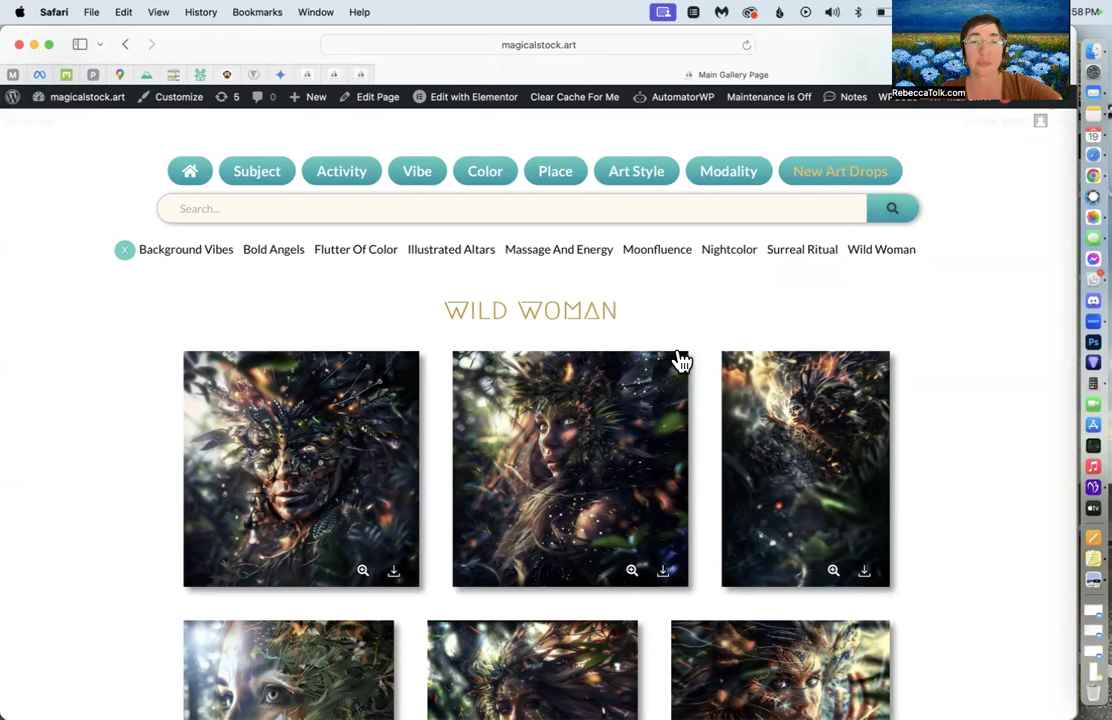 Safari File Edit View History Bookmarks Window Help
58 PM
magicalstock.art
Main Gallery Page
RebeccaTolk.com
magicalstock.art Customize 5 0 New Edit Page Edit with Elementor Clear Cache For Me AutomatorWP Maintenance is Off Notes
Subject Activity Vibe Color Place Art Style Modality New Art Drops
Search...
X Background Vibes Bold Angels Flutter Of Color Illustrated Altars Massage And Energy Moonfluence Nightcolor Surreal Ritual Wild Woman
WILD WOMAN